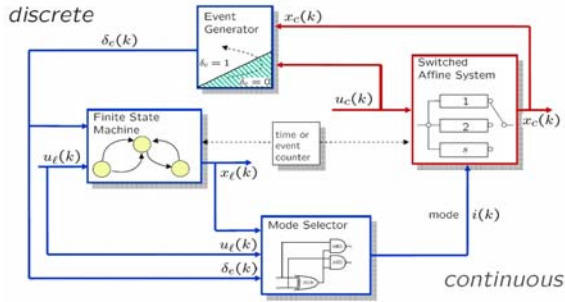 discrete
Event
Generator
x_c(k)
δ_e(k)
δ_e = 1
δ_e = 0
Switched
Affine System
1
2
s
u_c(k)
x_c(k)
Finite State
Machine
time or
event
counter
u_ℓ(k)
x_ℓ(k)
mode
i(k)
Mode Selector
u_ℓ(k)
δ_e(k)
continuous